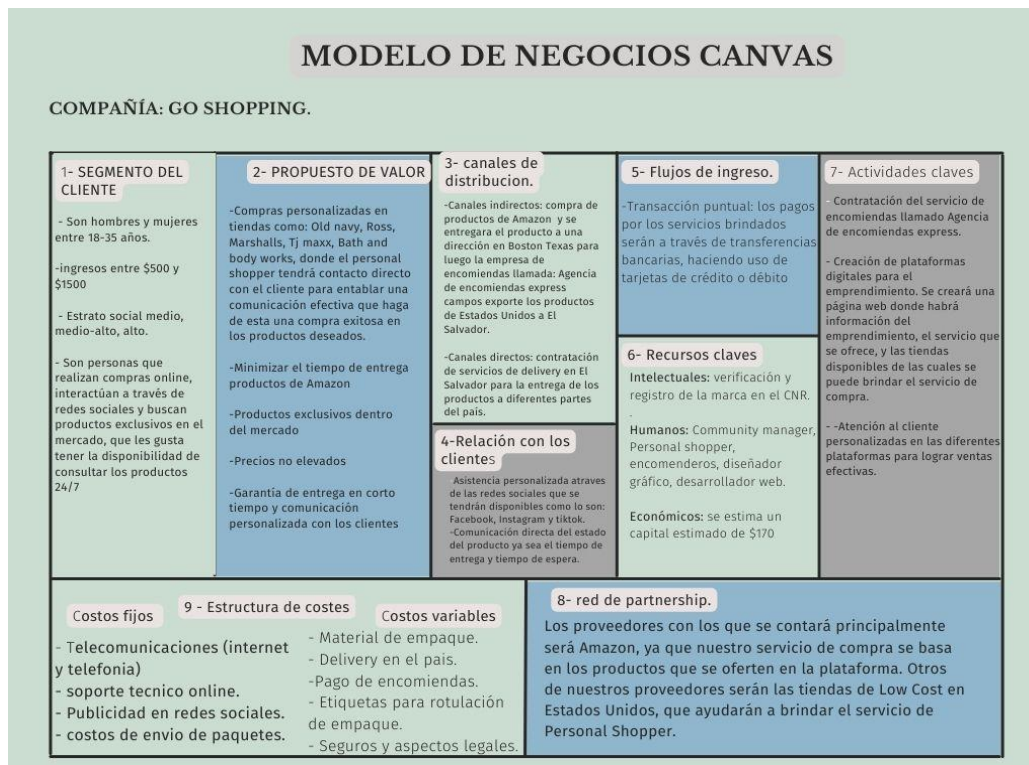 MODELO DE NEGOCIOS CANVAS
COMPAÑÍA: GO SHOPPING.
1- SEGMENTO DEL
CLIENTE
- Son hombres y mujeres
entre 18-35 años.
-ingresos entre $500 y
$1500
- Estrato social medio,
medio-alto, alto.
- Son personas que
realizan compras online,
interactúan a través de
redes sociales y buscan
productos exclusivos en el
mercado, que les gusta
tener la disponibilidad de
consultar los productos
24/7
2- PROPUESTO DE VALOR
-Compras personalizadas en
tiendas como: Old navy, Ross,
Marshalls, Tj maxx, Bath and
body works, donde el personal
shopper tendrá contacto directo
con el cliente para entablar una
comunicación efectiva que haga
de esta una compra exitosa en
los productos deseados.
-Minimizar el tiempo de entrega
productos de Amazon
-Productos exclusivos dentro
del mercado
-Precios no elevados
-Garantía de entrega en corto
tiempo y comunicación
personalizada con los clientes
3- canales de
distribucion.
-Canales indirectos: compra de
productos de Amazon y se
entregara el producto a una
dirección en Boston Texas para
luego la empresa de
encomiendas llamada: Agencia
de encomiendas express
campos exporte los productos
de Estados Unidos a El
Salvador.
-Canales directos: contratación
de servicios de delivery en El
Salvador para la entrega de los
productos a diferentes partes
del país.
4-Relación con los
clientes
-Asistencia personalizada atraves
de las redes sociales que se
tendrán disponibles como lo son:
Facebook, Instagram y tiktok.
-Comunicación directa del estado
del producto ya sea el tiempo de
entrega y tiempo de espera.
5- Flujos de ingreso.
-Transacción puntual: los pagos
por los servicios brindados
serán a través de transferencias
bancarias, haciendo uso de
tarjetas de crédito o débito
6- Recursos claves
Intelectuales: verificación y
registro de la marca en el CNR.
.
Humanos: Community manager,
Personal shopper,
encomenderos, diseñador
gráfico, desarrollador web.
Económicos: se estima un
capital estimado de $170
7- Actividades claves
- Contratación del servicio de
encomiendas llamado Agencia
de encomiendas express.
- Creación de plataformas
digitales para el
emprendimiento. Se creará una
página web donde habrá
información del
emprendimiento, el servicio que
se ofrece, y las tiendas
disponibles de las cuales se
puede brindar el servicio de
compra.
- -Atención al cliente
personalizadas en las diferentes
plataformas para lograr ventas
efectivas.
9 - Estructura de costes
Costos fijos
- Telecomunicaciones (internet
y telefonia)
- soporte tecnico online.
- Publicidad en redes sociales.
- costos de envio de paquetes.
Costos variables
- Material de empaque.
- Delivery en el pais.
-Pago de encomiendas.
- Etiquetas para rotulación
de empaque.
- Seguros y aspectos legales.
8- red de partnership.
Los proveedores con los que se contará principalmente
será Amazon, ya que nuestro servicio de compra se basa
en los productos que se oferten en la plataforma. Otros
de nuestros proveedores serán las tiendas de Low Cost en
Estados Unidos, que ayudarán a brindar el servicio de
Personal Shopper.